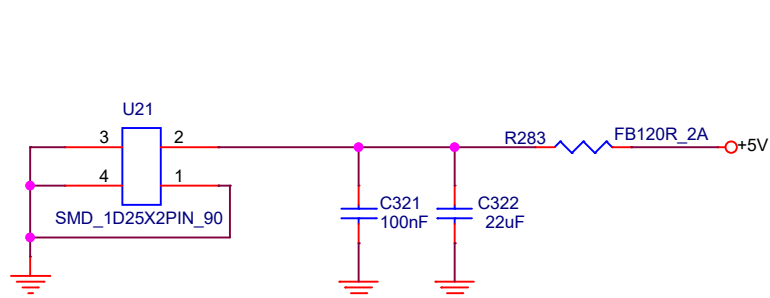 U21
3
2
4
1
SMD_1D25X2PIN_90
R283
FB120R_2A
+5V
C321
100nF
C322
22uF